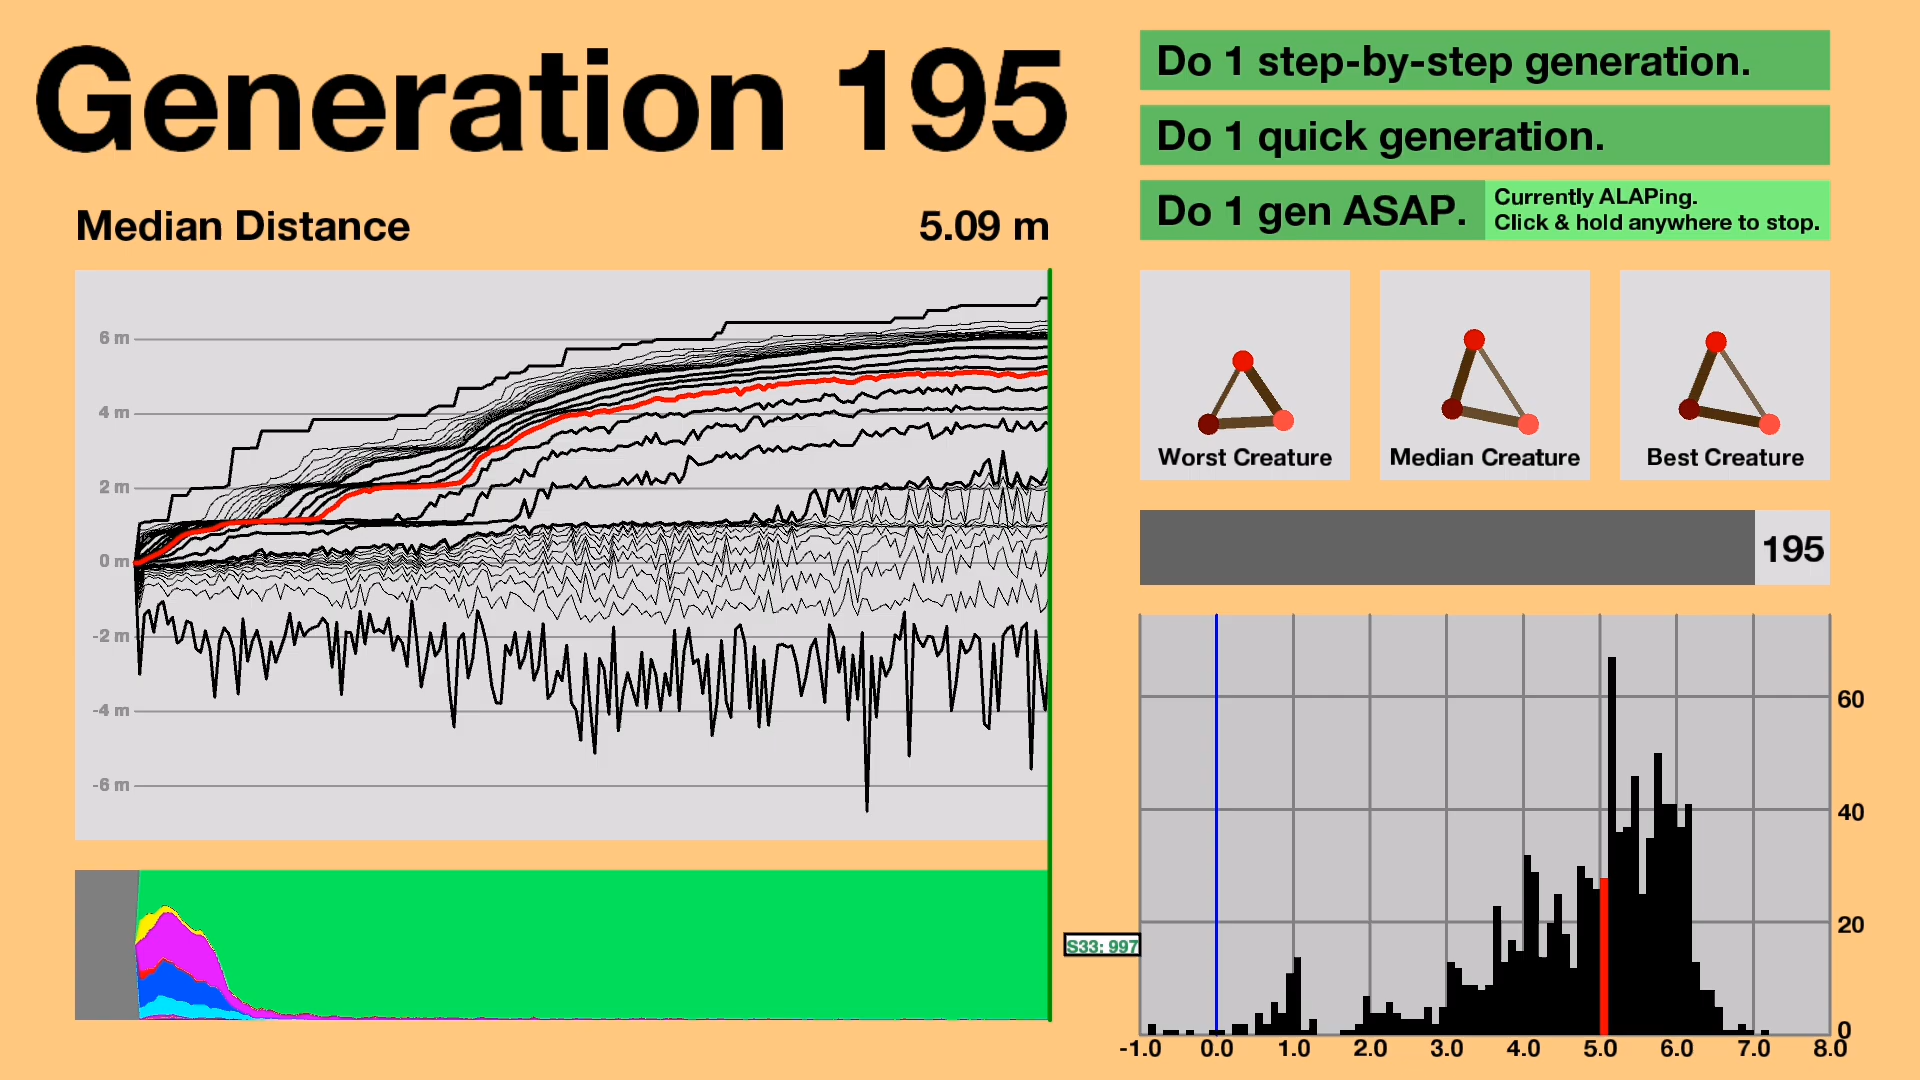 Generation 195
Do 1 step-by-step generation.
Do 1 quick generation.
Do 1 gen ASAP.
Currently ALAPing.
Click & hold anywhere to stop.
Median Distance
5.09 m
6 m
4 m
2 m
0 m
-2 m
-4 m
-6 m
Worst Creature
Median Creature
Best Creature
195
S33: 997
60
40
20
0
-1.0 0.0 1.0 2.0 3.0 4.0 5.0 6.0 7.0 8.0